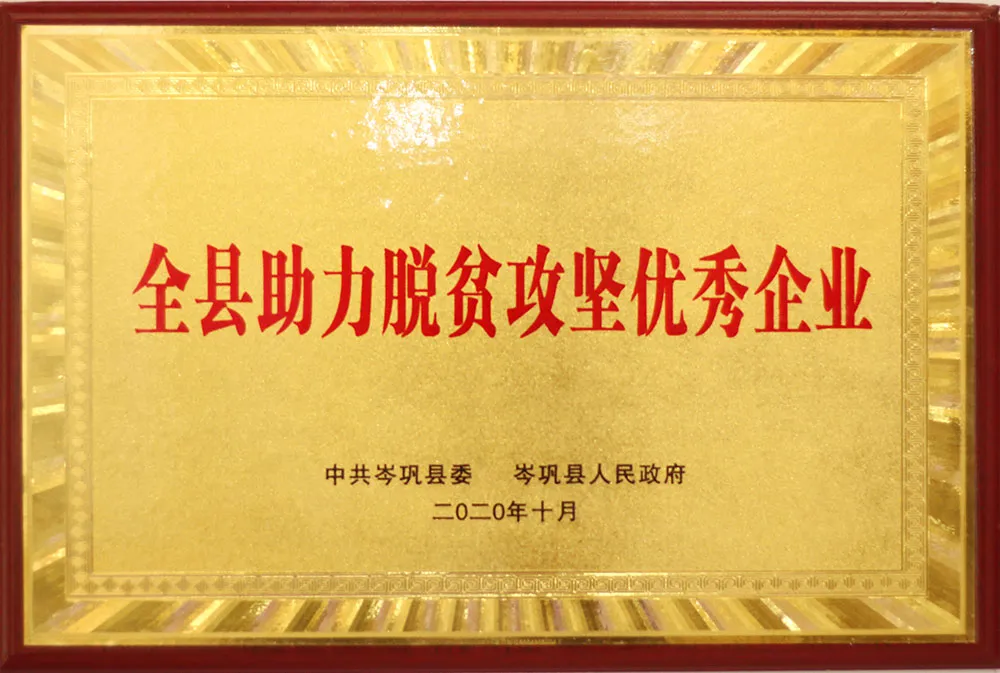 全县助力脱贫攻坚优秀企业
中共岑巩县委 岑巩县人民政府
二〇二〇年十月